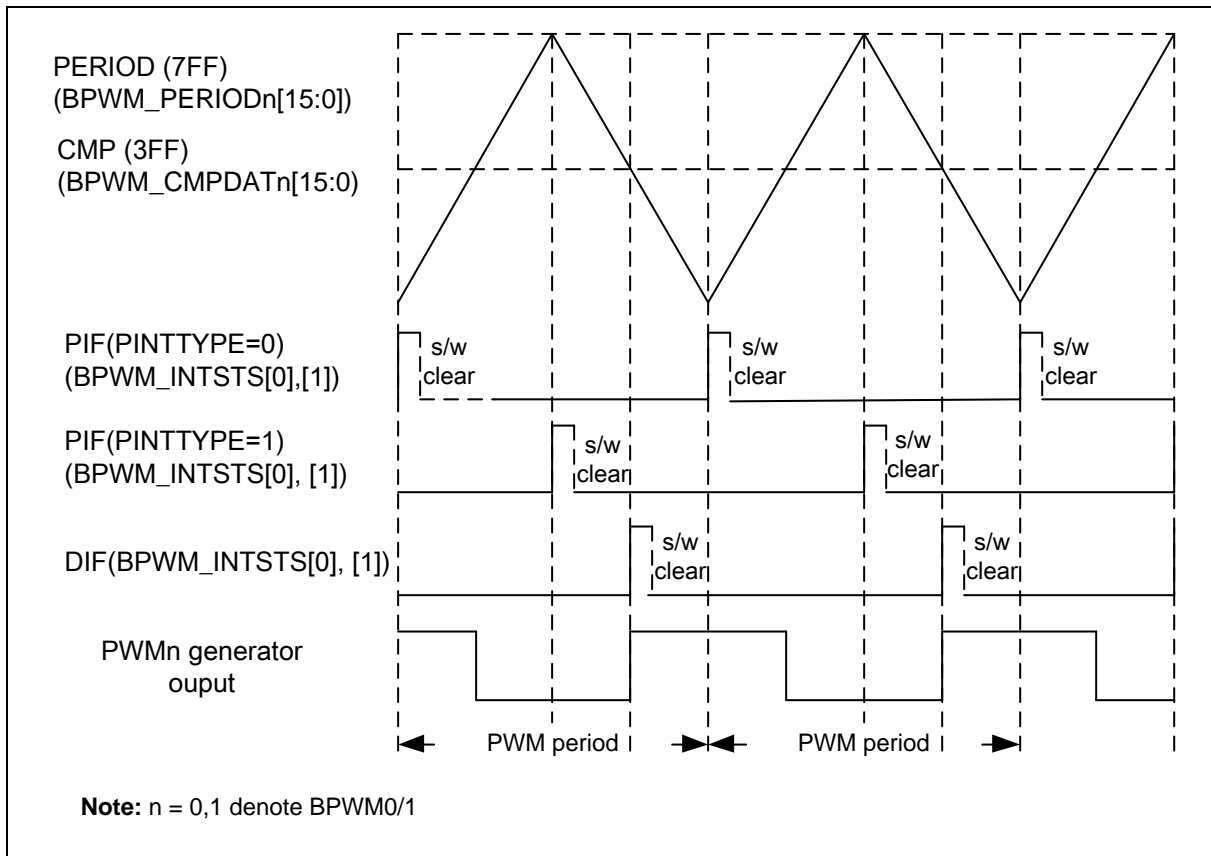 PERIOD (7FF)
(BPWM_PERIODn[15:0])
CMP (3FF)
(BPWM_CMPDATn[15:0)
PIF(PINTTYPE=0)
(BPWM_INTSTS[0],[1])
s/w
clear
s/w
clear
s/w
clear
PIF(PINTTYPE=1)
(BPWM_INTSTS[0], [1])
s/w
clear
s/w
clear
DIF(BPWM_INTSTS[0], [1])
s/w
clear
s/w
clear
PWMn generator
ouput
PWM period
PWM period
Note: n = 0,1 denote BPWM0/1